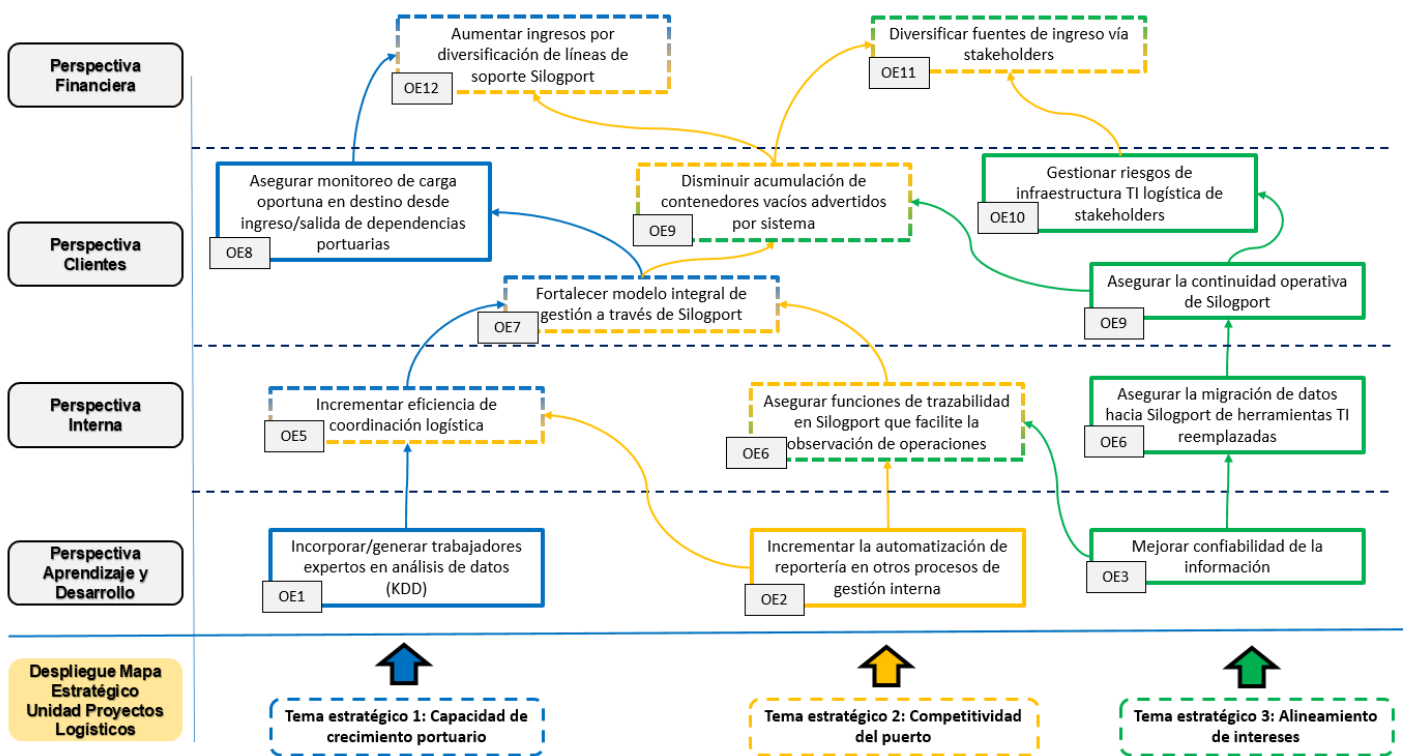 Perspectiva
Financiera
Aumentar ingresos por
diversificación de líneas de
soporte Silogport
OE12
Diversificar fuentes de ingreso vía
stakeholders
OE11
Perspectiva
Clientes
Asegurar monitoreo de carga
oportuna en destino desde
ingreso/salida de dependencias
portuarias
OE8
Disminuir acumulación de
contenedores vacíos advertidos
por sistema
OE9
Gestionar riesgos de
infraestructura TI logística de
stakeholders
OE10
Fortalecer modelo integral de
gestión a través de Silogport
OE7
Asegurar la continuidad operativa
de Silogport
OE9
Perspectiva
Interna
Incrementar eficiencia de
coordinación logística
OE5
Asegurar funciones de trazabilidad
en Silogport que facilite la
observación de operaciones
OE6
Asegurar la migración de datos
hacia Silogport de herramientas TI
reemplazadas
OE6
Perspectiva
Aprendizaje y
Desarrollo
Incorporar/generar trabajadores
expertos en análisis de datos
(KDD)
OE1
Incrementar la automatización de
reportería en otros procesos de
gestión interna
OE2
Mejorar confiabilidad de la
información
OE3
Despliegue Mapa
Estratégico
Unidad Proyectos
Logísticos
Tema estratégico 1: Capacidad de
crecimiento portuario
Tema estratégico 2: Competitividad
del puerto
Tema estratégico 3: Alineamiento
de intereses